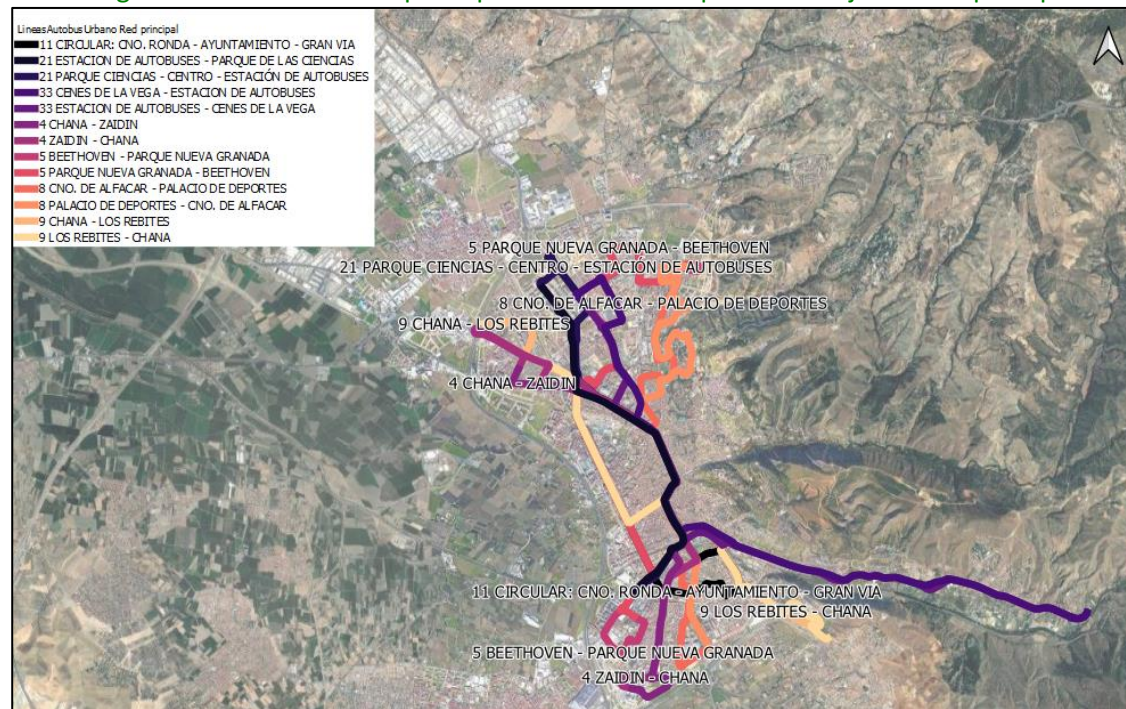 LineasAutobusUrbano Red principal
11 CIRCULAR: CNO. RONDA - AYUNTAMIENTO - GRAN VIA
21 ESTACION DE AUTOBUSES - PARQUE DE LAS CIENCIAS
21 PARQUE CIENCIAS - CENTRO - ESTACIÓN DE AUTOBUSES
33 CENES DE LA VEGA - ESTACION DE AUTOBUSES
33 ESTACION DE AUTOBUSES - CENES DE LA VEGA
4 CHANA - ZAIDIN
4 ZAIDIN - CHANA
5 BEETHOVEN - PARQUE NUEVA GRANADA
5 PARQUE NUEVA GRANADA - BEETHOVEN
8 CNO. DE ALFACAR - PALACIO DE DEPORTES
8 PALACIO DE DEPORTES - CNO. DE ALFACAR
9 CHANA - LOS REBITES
9 LOS REBITES - CHANA
5 PARQUE NUEVA GRANADA - BEETHOVEN
21 PARQUE CIENCIAS - CENTRO - ESTACIÓN DE AUTOBUSES
8 CNO. DE ALFACAR - PALACIO DE DEPORTES
9 CHANA - LOS REBITES
4 CHANA - ZAIDIN
11 CIRCULAR: CNO. RONDA - AYUNTAMIENTO - GRAN VIA
9 LOS REBITES - CHANA
5 BEETHOVEN - PARQUE NUEVA GRANADA
4 ZAIDIN - CHANA